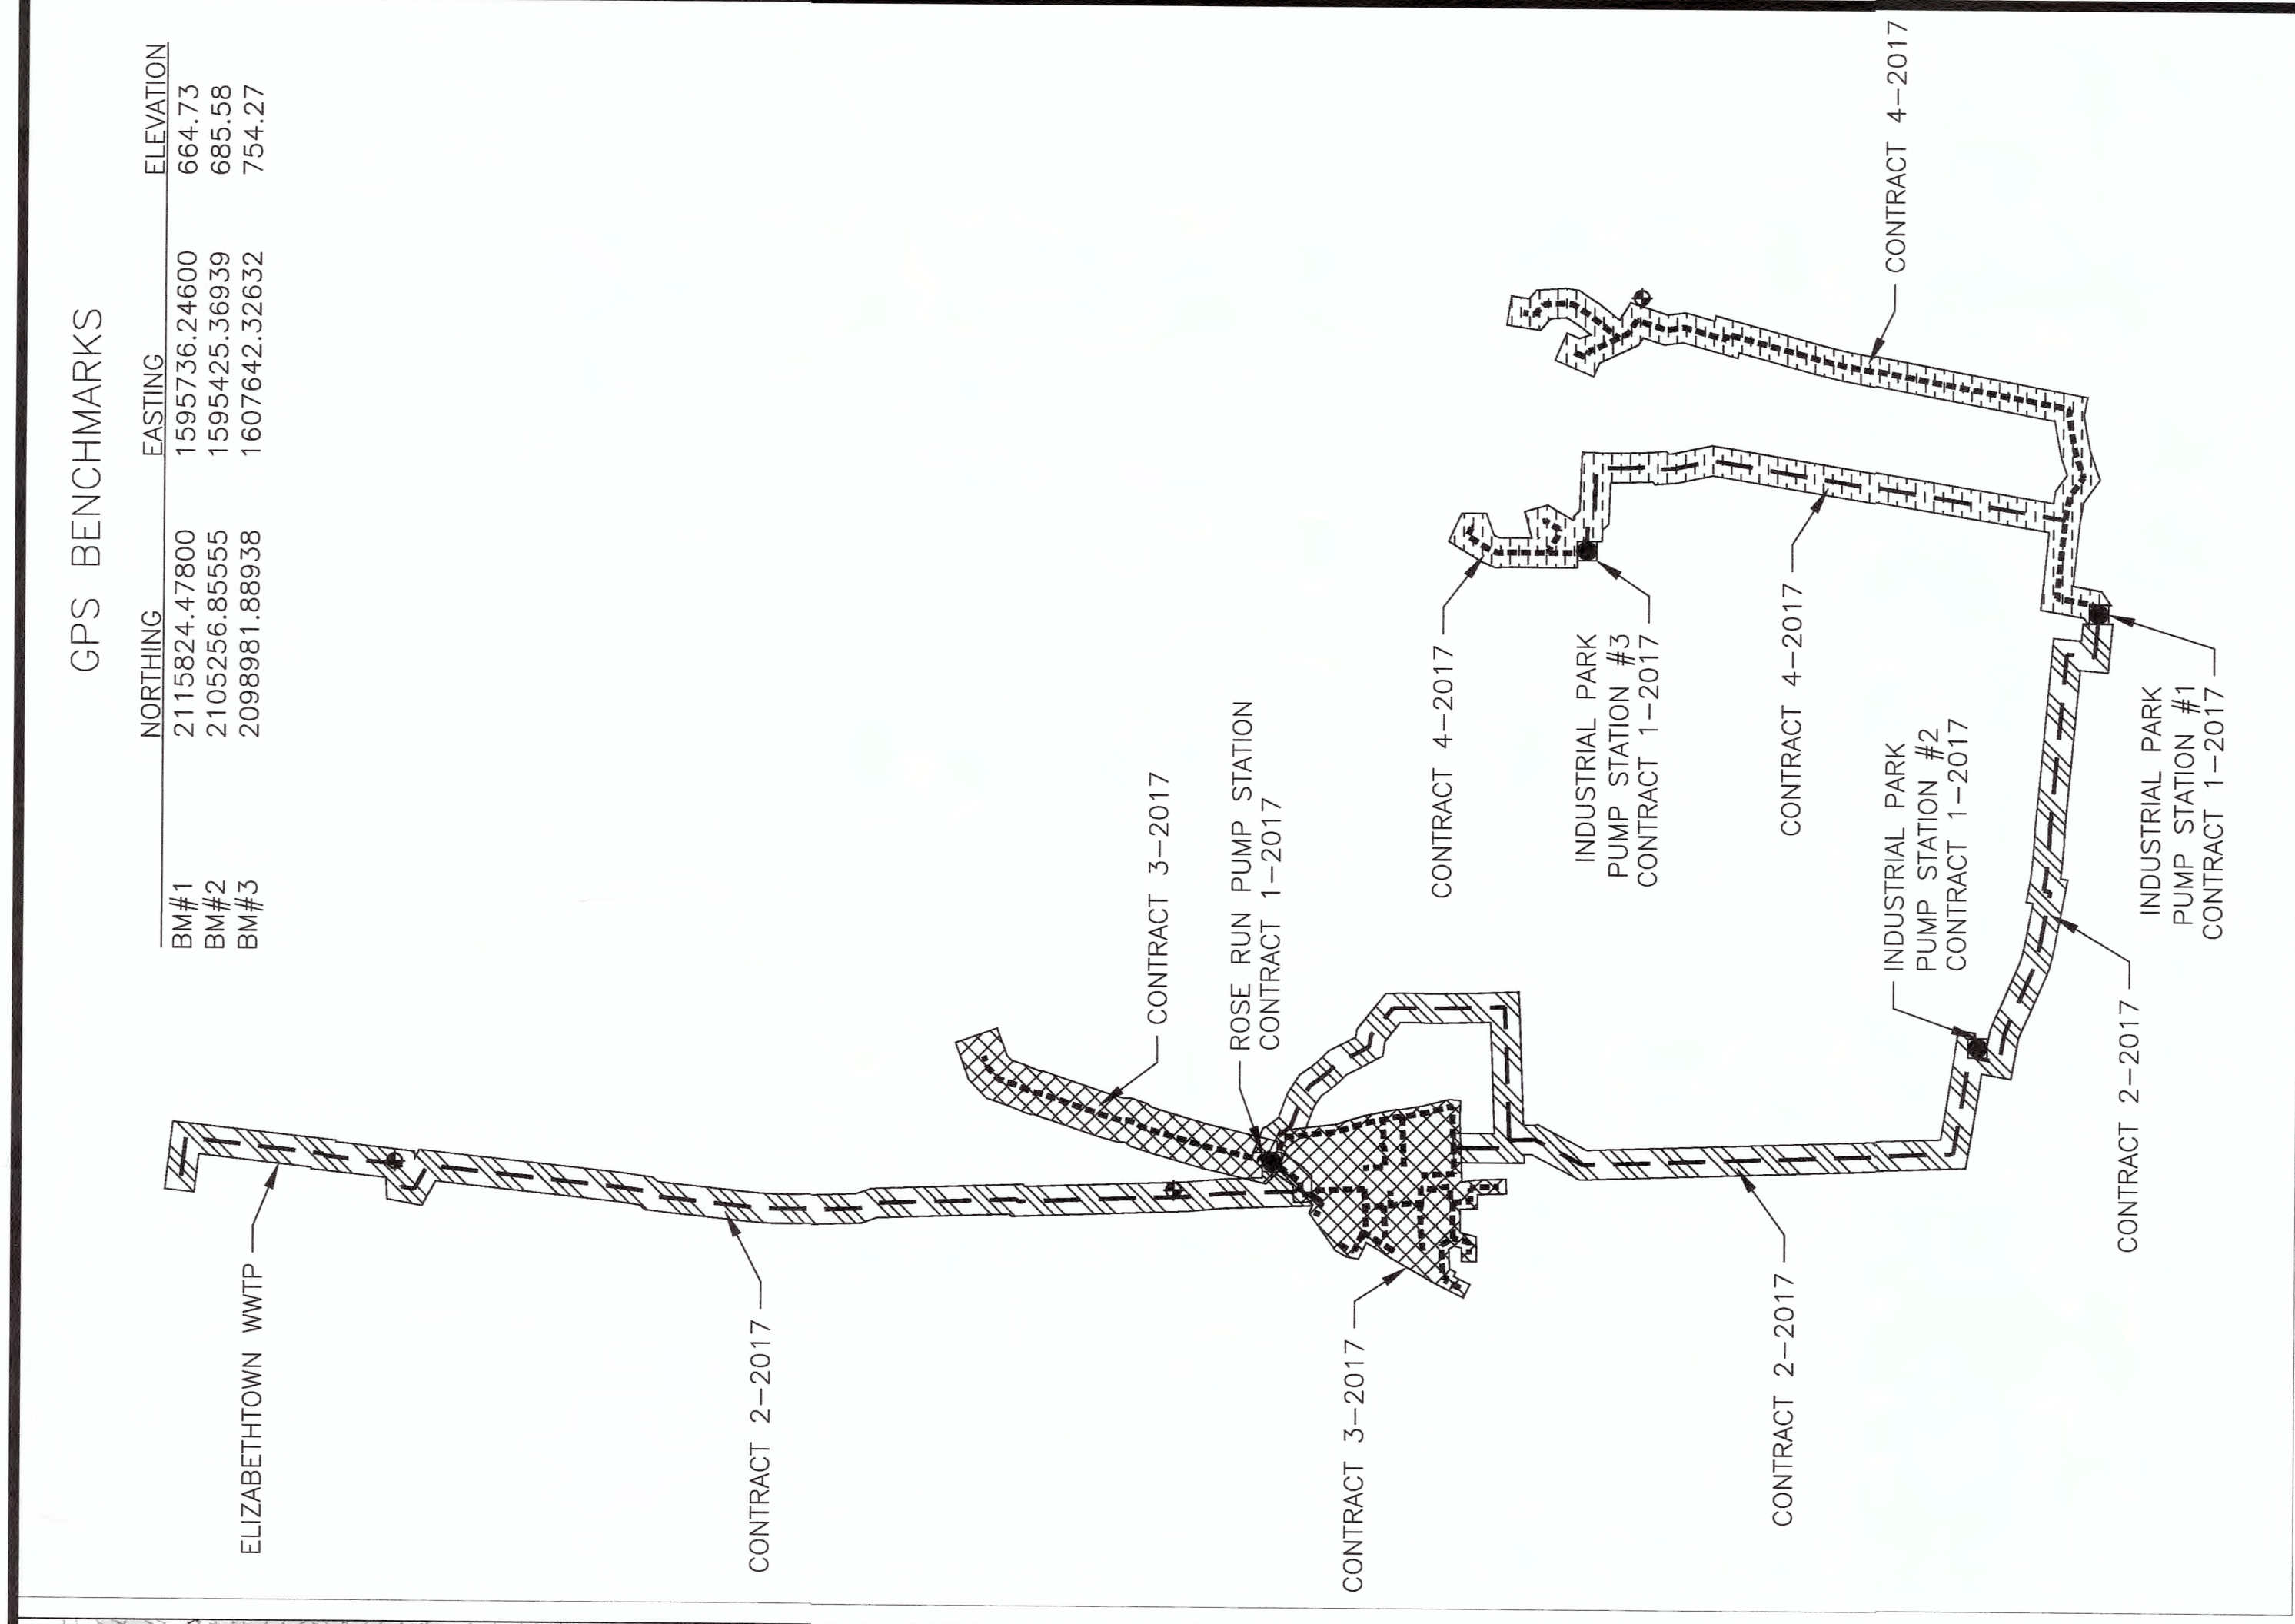 GPS BENCHMARKS
NORTHING EASTING ELEVATION
BM#1 2115824.47800 1595736.24600 664.73
BM#2 2105256.85555 1595425.36939 685.58
BM#3 2098981.88938 1607642.32632 754.27
ELIZABETHTOWN WWTP
CONTRACT 2-2017
CONTRACT 3-2017
ROSE RUN PUMP STATION
CONTRACT 1-2017
CONTRACT 3-2017
CONTRACT 4-2017
INDUSTRIAL PARK
PUMP STATION #3
CONTRACT 1-2017
CONTRACT 4-2017
CONTRACT 4-2017
CONTRACT 2-2017
INDUSTRIAL PARK
PUMP STATION #2
CONTRACT 1-2017
CONTRACT 2-2017
INDUSTRIAL PARK
PUMP STATION #1
CONTRACT 1-2017